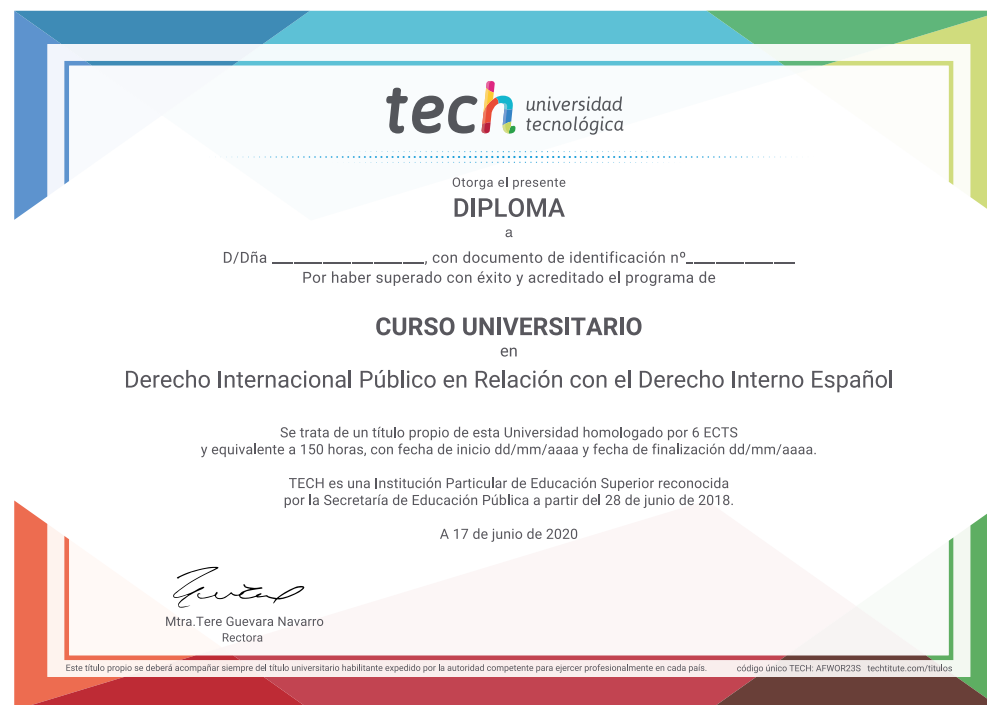 tech universidad
tecnológica
Otorga el presente
DIPLOMA
a
D/Dña ____________________, con documento de identificación nº______________
Por haber superado con éxito y acreditado el programa de
CURSO UNIVERSITARIO
en
Derecho Internacional Público en Relación con el Derecho Interno Español
Se trata de un título propio de esta Universidad homologado por 6 ECTS
y equivalente a 150 horas, con fecha de inicio dd/mm/aaaa y fecha de finalización dd/mm/aaaa.
TECH es una Institución Particular de Educación Superior reconocida
por la Secretaría de Educación Pública a partir del 28 de junio de 2018.
A 17 de junio de 2020
Mtra.Tere Guevara Navarro
Rectora
Este título propio se deberá acompañar siempre del título universitario habilitante expedido por la autoridad competente para ejercer profesionalmente en cada país. código único TECH: AFWOR23S techtitute.com/titulos